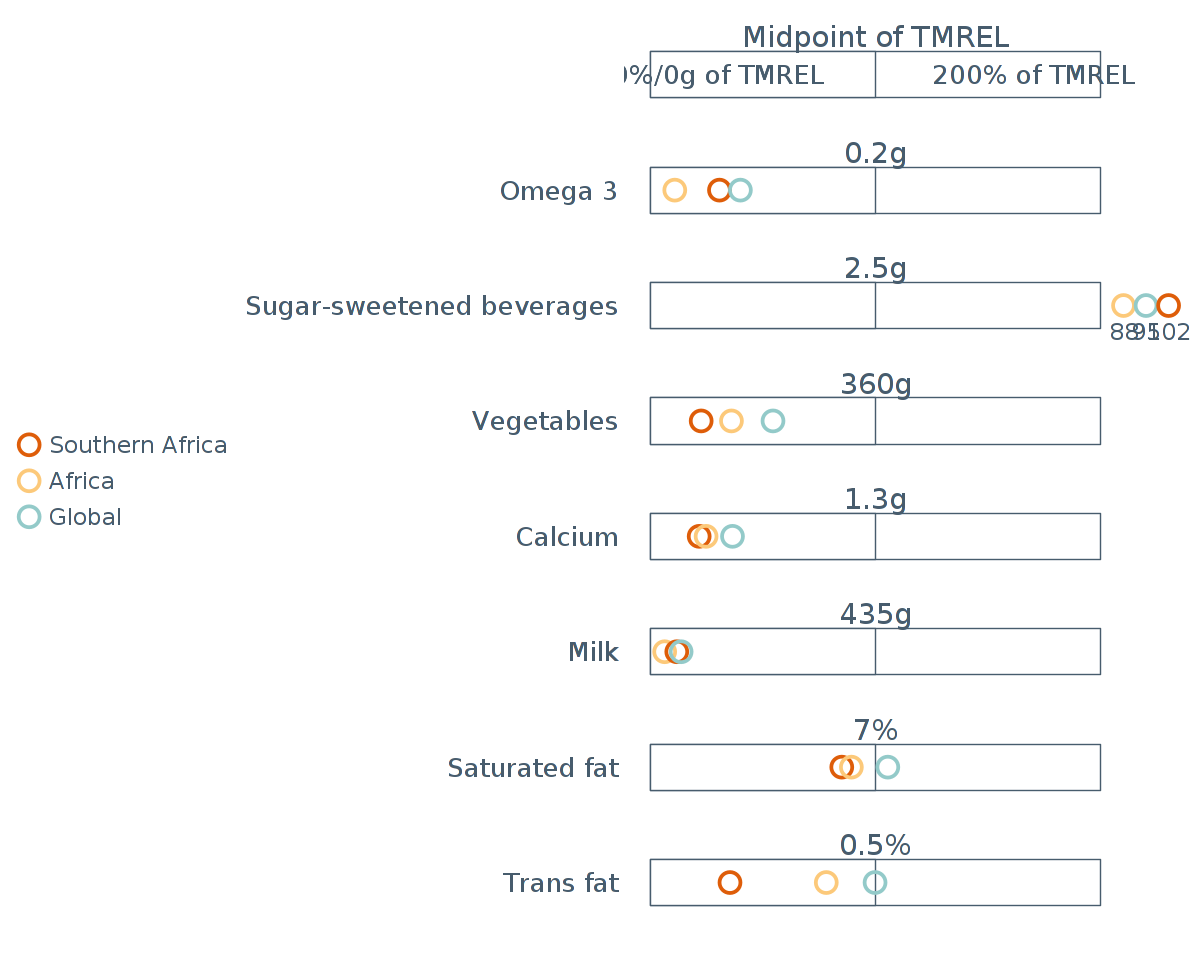 Midpoint of TMREL
0%/0g of TMREL 200% of TMREL
0.2g
Omega 3
2.5g
Sugar-sweetened beverages
88 95 102
360g
Vegetables
Southern Africa
Africa
Global
1.3g
Calcium
435g
Milk
7%
Saturated fat
0.5%
Trans fat